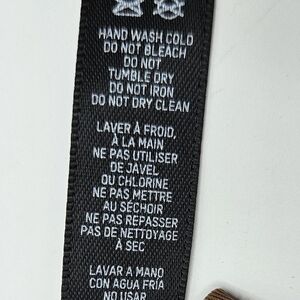 HAND WASH COLD
DO NOT BLEACH
DO NOT
TUMBLE DRY
DO NOT IRON
DO NOT DRY CLEAN
LAVER À FROID,
À LA MAIN
NE PAS UTILISER
DE JAVEL
OU CHLORINE
NE PAS METTRE
AU SÉCHOIR
NE PAS REPASSER
PAS DE NETTOYAGE
À SEC
LAVAR A MANO
CON AGUA FRÍA
NO USAR